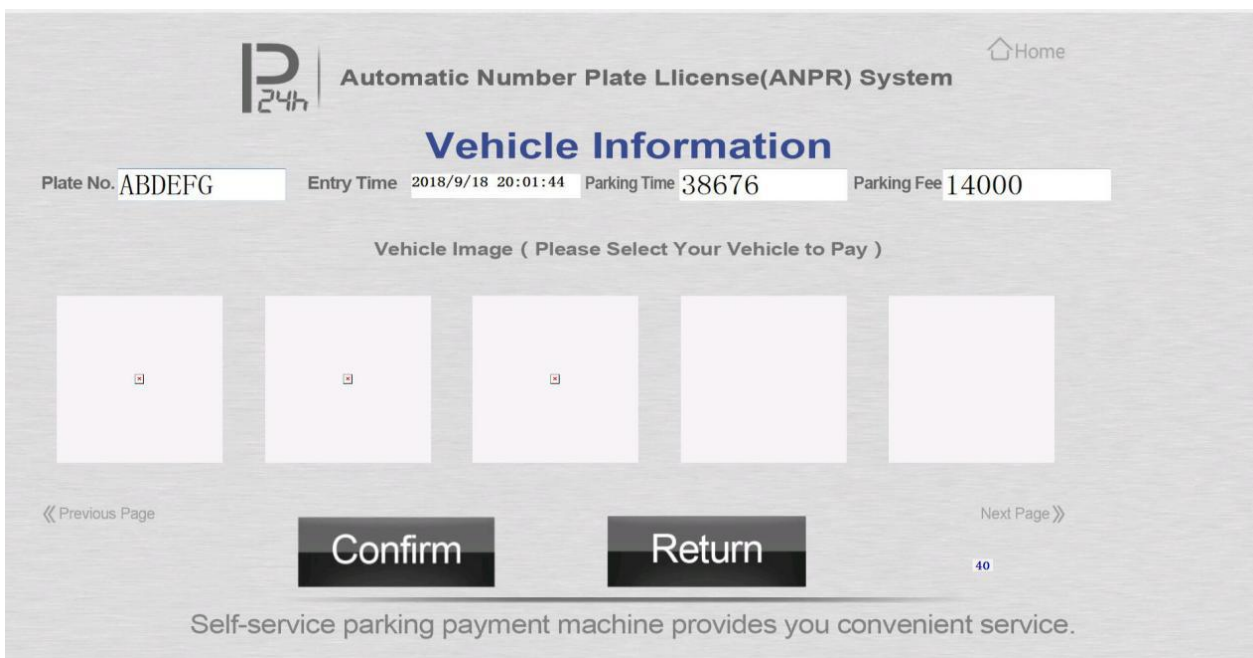 Home
P 24h
Automatic Number Plate Llicense(ANPR) System
Vehicle Information
Plate No. ABDEFG Entry Time 2018/9/18 20:01:44 Parking Time 38676 Parking Fee 14000
Vehicle Image ( Please Select Your Vehicle to Pay )
《 Previous Page Next Page 》
Confirm Return
40
Self-service parking payment machine provides you convenient service.